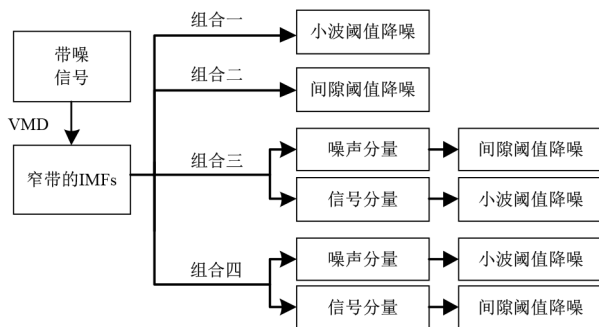 带噪
信号
VMD
窄带的IMFs
组合一
小波阈值降噪
组合二
间隙阈值降噪
组合三
噪声分量
间隙阈值降噪
信号分量
小波阈值降噪
组合四
噪声分量
小波阈值降噪
信号分量
间隙阈值降噪